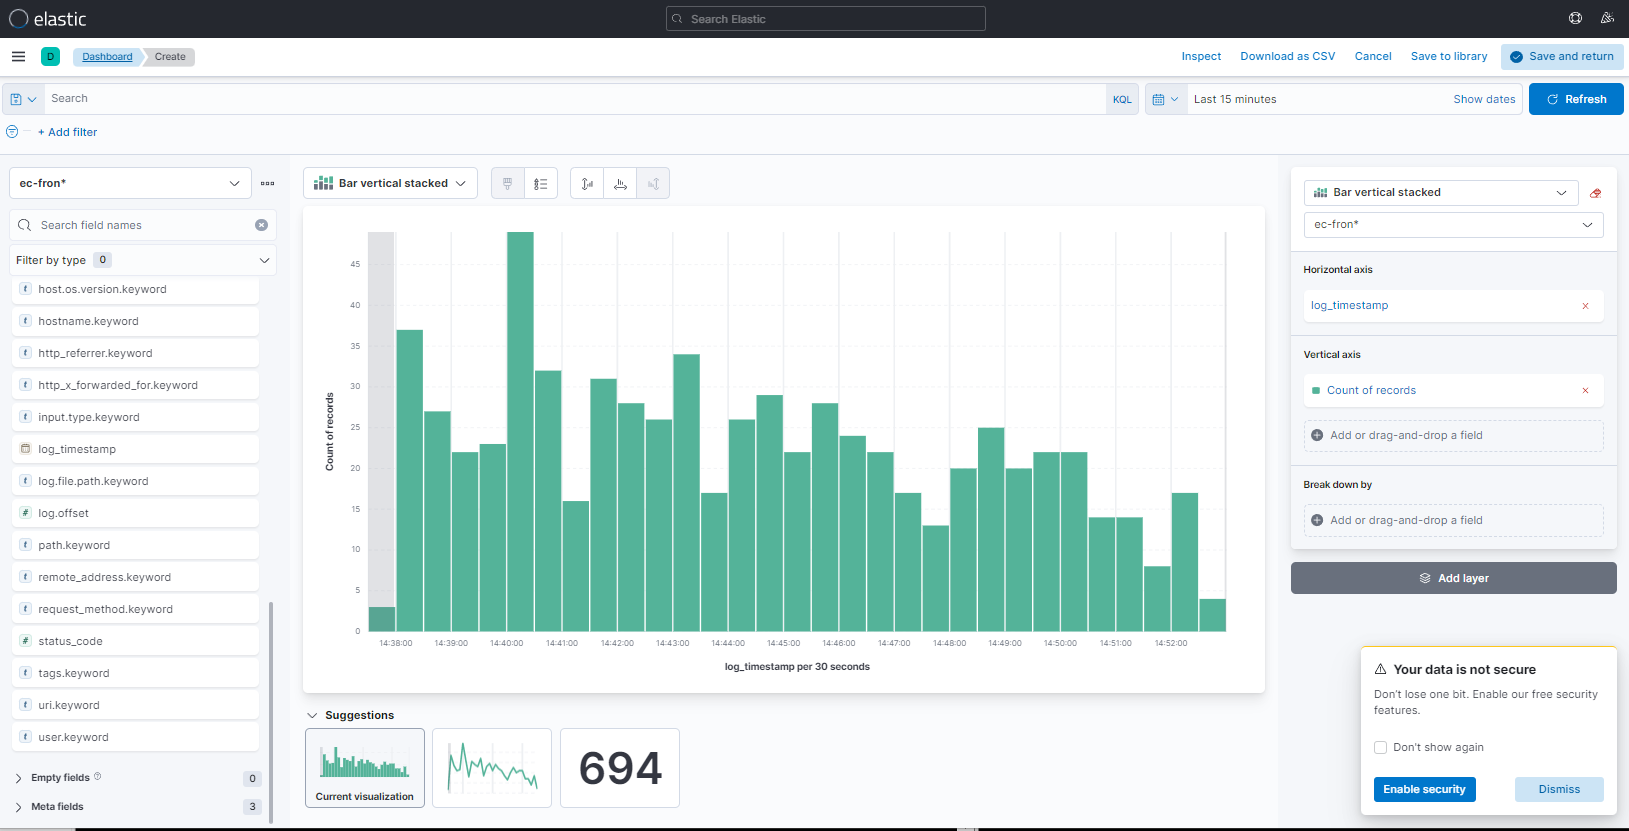 elastic
Search Elastic
D
Dashboard
Create
Inspect
Download as CSV
Cancel
Save to library
Save and return
Search
KQL
Last 15 minutes
Show dates
Refresh
+ Add filter
ec-fron*
Search field names
Filter by type 0
t host.os.version.keyword
t hostname.keyword
t http_referrer.keyword
t http_x_forwarded_for.keyword
t input.type.keyword
log_timestamp
t log.file.path.keyword
# log.offset
t path.keyword
t remote_address.keyword
t request_method.keyword
# status_code
t tags.keyword
t uri.keyword
t user.keyword
Empty fields ? 0
Meta fields 3
Bar vertical stacked
Count of records
45
40
35
30
25
20
15
10
5
0
14:38:00 14:39:00 14:40:00 14:41:00 14:42:00 14:43:00 14:44:00 14:45:00 14:46:00 14:47:00 14:48:00 14:49:00 14:50:00 14:51:00 14:52:00
log_timestamp per 30 seconds
Suggestions
Current visualization
694
Bar vertical stacked
ec-fron*
Horizontal axis
log_timestamp
Vertical axis
Count of records
Add or drag-and-drop a field
Break down by
Add or drag-and-drop a field
Add layer
Your data is not secure
Don't lose one bit. Enable our free security
features.
Don't show again
Enable security
Dismiss